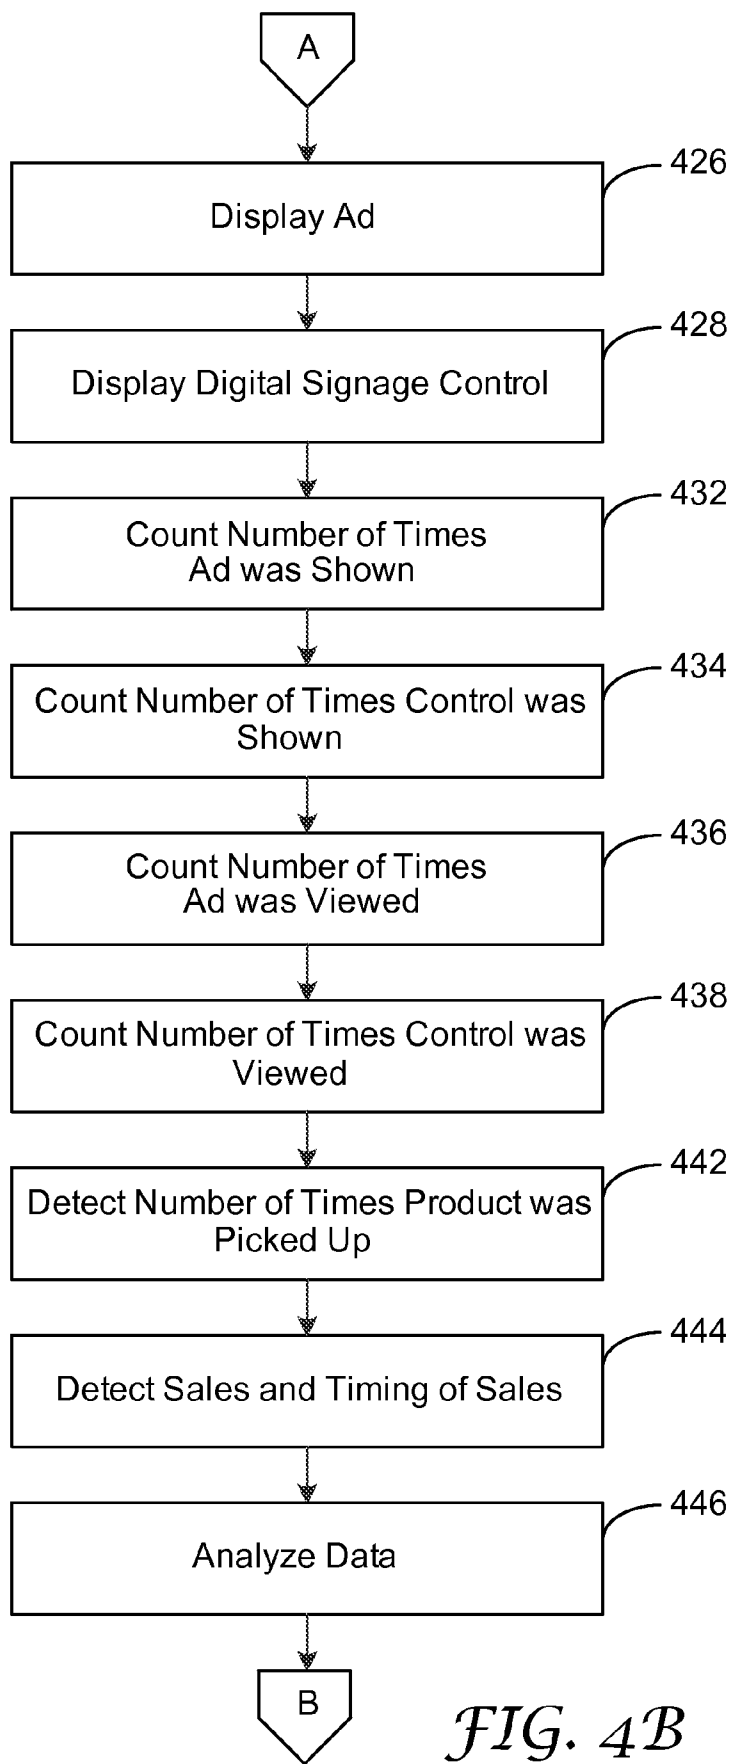 A
426
Display Ad
428
Display Digital Signage Control
432
Count Number of Times
Ad was Shown
434
Count Number of Times Control was
Shown
436
Count Number of Times
Ad was Viewed
438
Count Number of Times Control was
Viewed
442
Detect Number of Times Product was
Picked Up
444
Detect Sales and Timing of Sales
446
Analyze Data
B
FIG. 4B